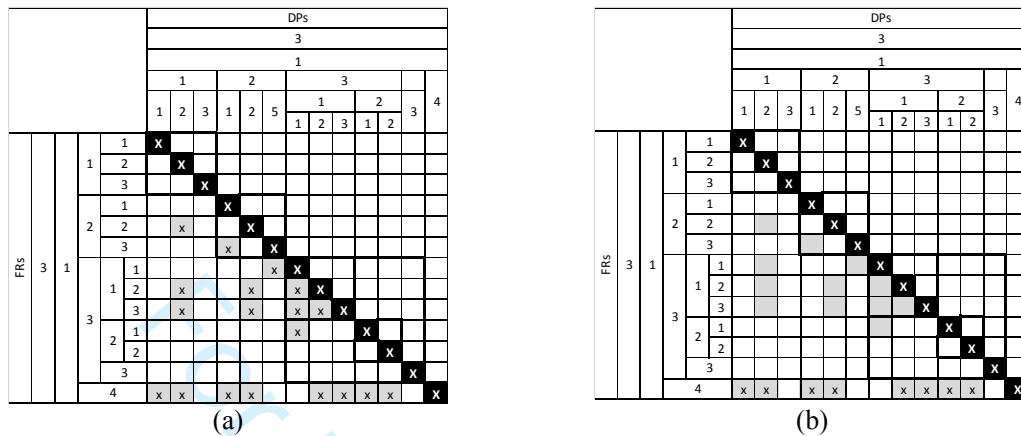 DPs
3
1
1 2 3
4
1 2 3 1 2 5 1 2 3
1 2 3 1 2
FRs 3 1
1 1 X
2 X
3 X
2 1 X
2 x X
3 x X
3 1 1 x X
2 x x x X
3 x x x x X
2 1 x X
2 X
3 X
4 x x x x x x x x X
(a)
For
DPs
3
1
1 2 3
4
1 2 3 1 2 5 1 2 3
1 2 3 1 2
FRs 3 1
1 1 X
2 X
3 X
2 1 X
2 X
3 X
3 1 1 X
2 X
3 X
2 1 X
2 X
3 X
4 x x x x x x x x X
(b)